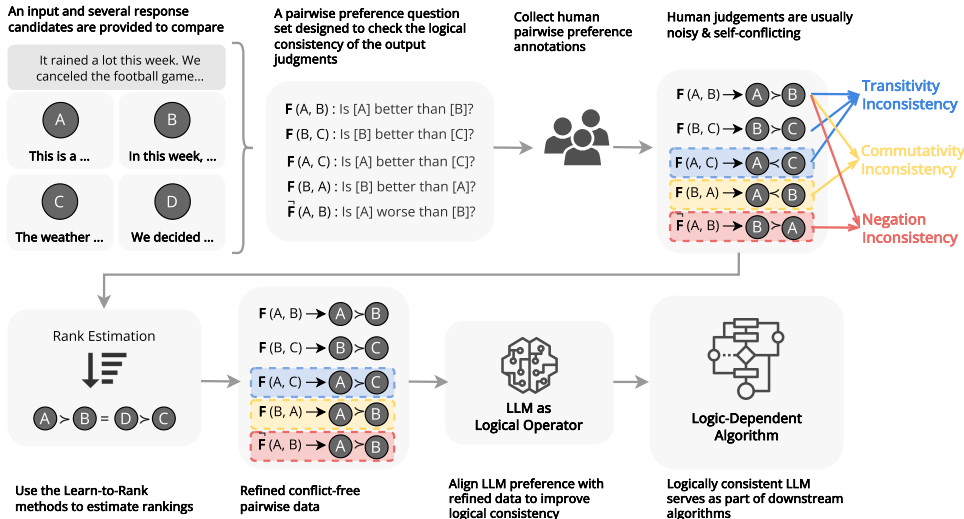 An input and several response
candidates are provided to compare
It rained a lot this week. We
canceled the football game...
A
B
This is a ...
In this week, ...
C
D
The weather ...
We decided ...
A pairwise preference question
set designed to check the logical
consistency of the output
judgments
F (A, B) : Is [A] better than [B]?
F (B, C) : Is [B] better than [C]?
F (A, C) : Is [A] better than [C]?
F (B, A) : Is [B] better than [A]?
F̄ (A, B) : Is [A] worse than [B]?
Collect human
pairwise preference
annotations
Human judgements are usually
noisy & self-conflicting
F (A, B) → A ≻ B
F (B, C) → B ≻ C
F (A, C) → A ≺ C
F (B, A) → A ≺ B
F̄ (A, B) → B ≻ A
Transitivity
Inconsistency
Commutativity
Inconsistency
Negation
Inconsistency
Rank Estimation
A ≻ B = D ≻ C
Use the Learn-to-Rank
methods to estimate rankings
F (A, B) → A ≻ B
F (B, C) → B ≻ C
F (A, C) → A ≻ C
F (B, A) → A ≻ B
F̄ (A, B) → A ≻ B
Refined conflict-free
pairwise data
LLM as
Logical Operator
Align LLM preference with
refined data to improve
logical consistency
Logic-Dependent
Algorithm
Logically consistent LLM
serves as part of downstream
algorithms